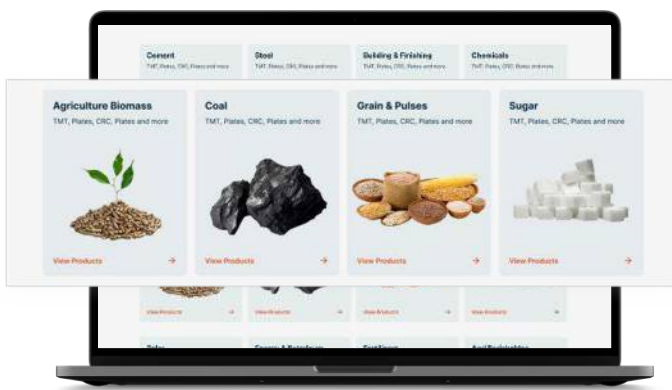 Cement Steel Building & Finishing Chemicals
TMT, Plates, CRC, Plates and more TMT, Plates, CRC, Plates and more TMT, Plates, CRC, Plates and more TMT, Plates, CRC, Plates and more
Agriculture Biomass Coal Grain & Pulses Sugar
TMT, Plates, CRC, Plates and more TMT, Plates, CRC, Plates and more TMT, Plates, CRC, Plates and more TMT, Plates, CRC, Plates and more
View Products → View Products → View Products → View Products →
View Products → View Products → View Products → View Products →